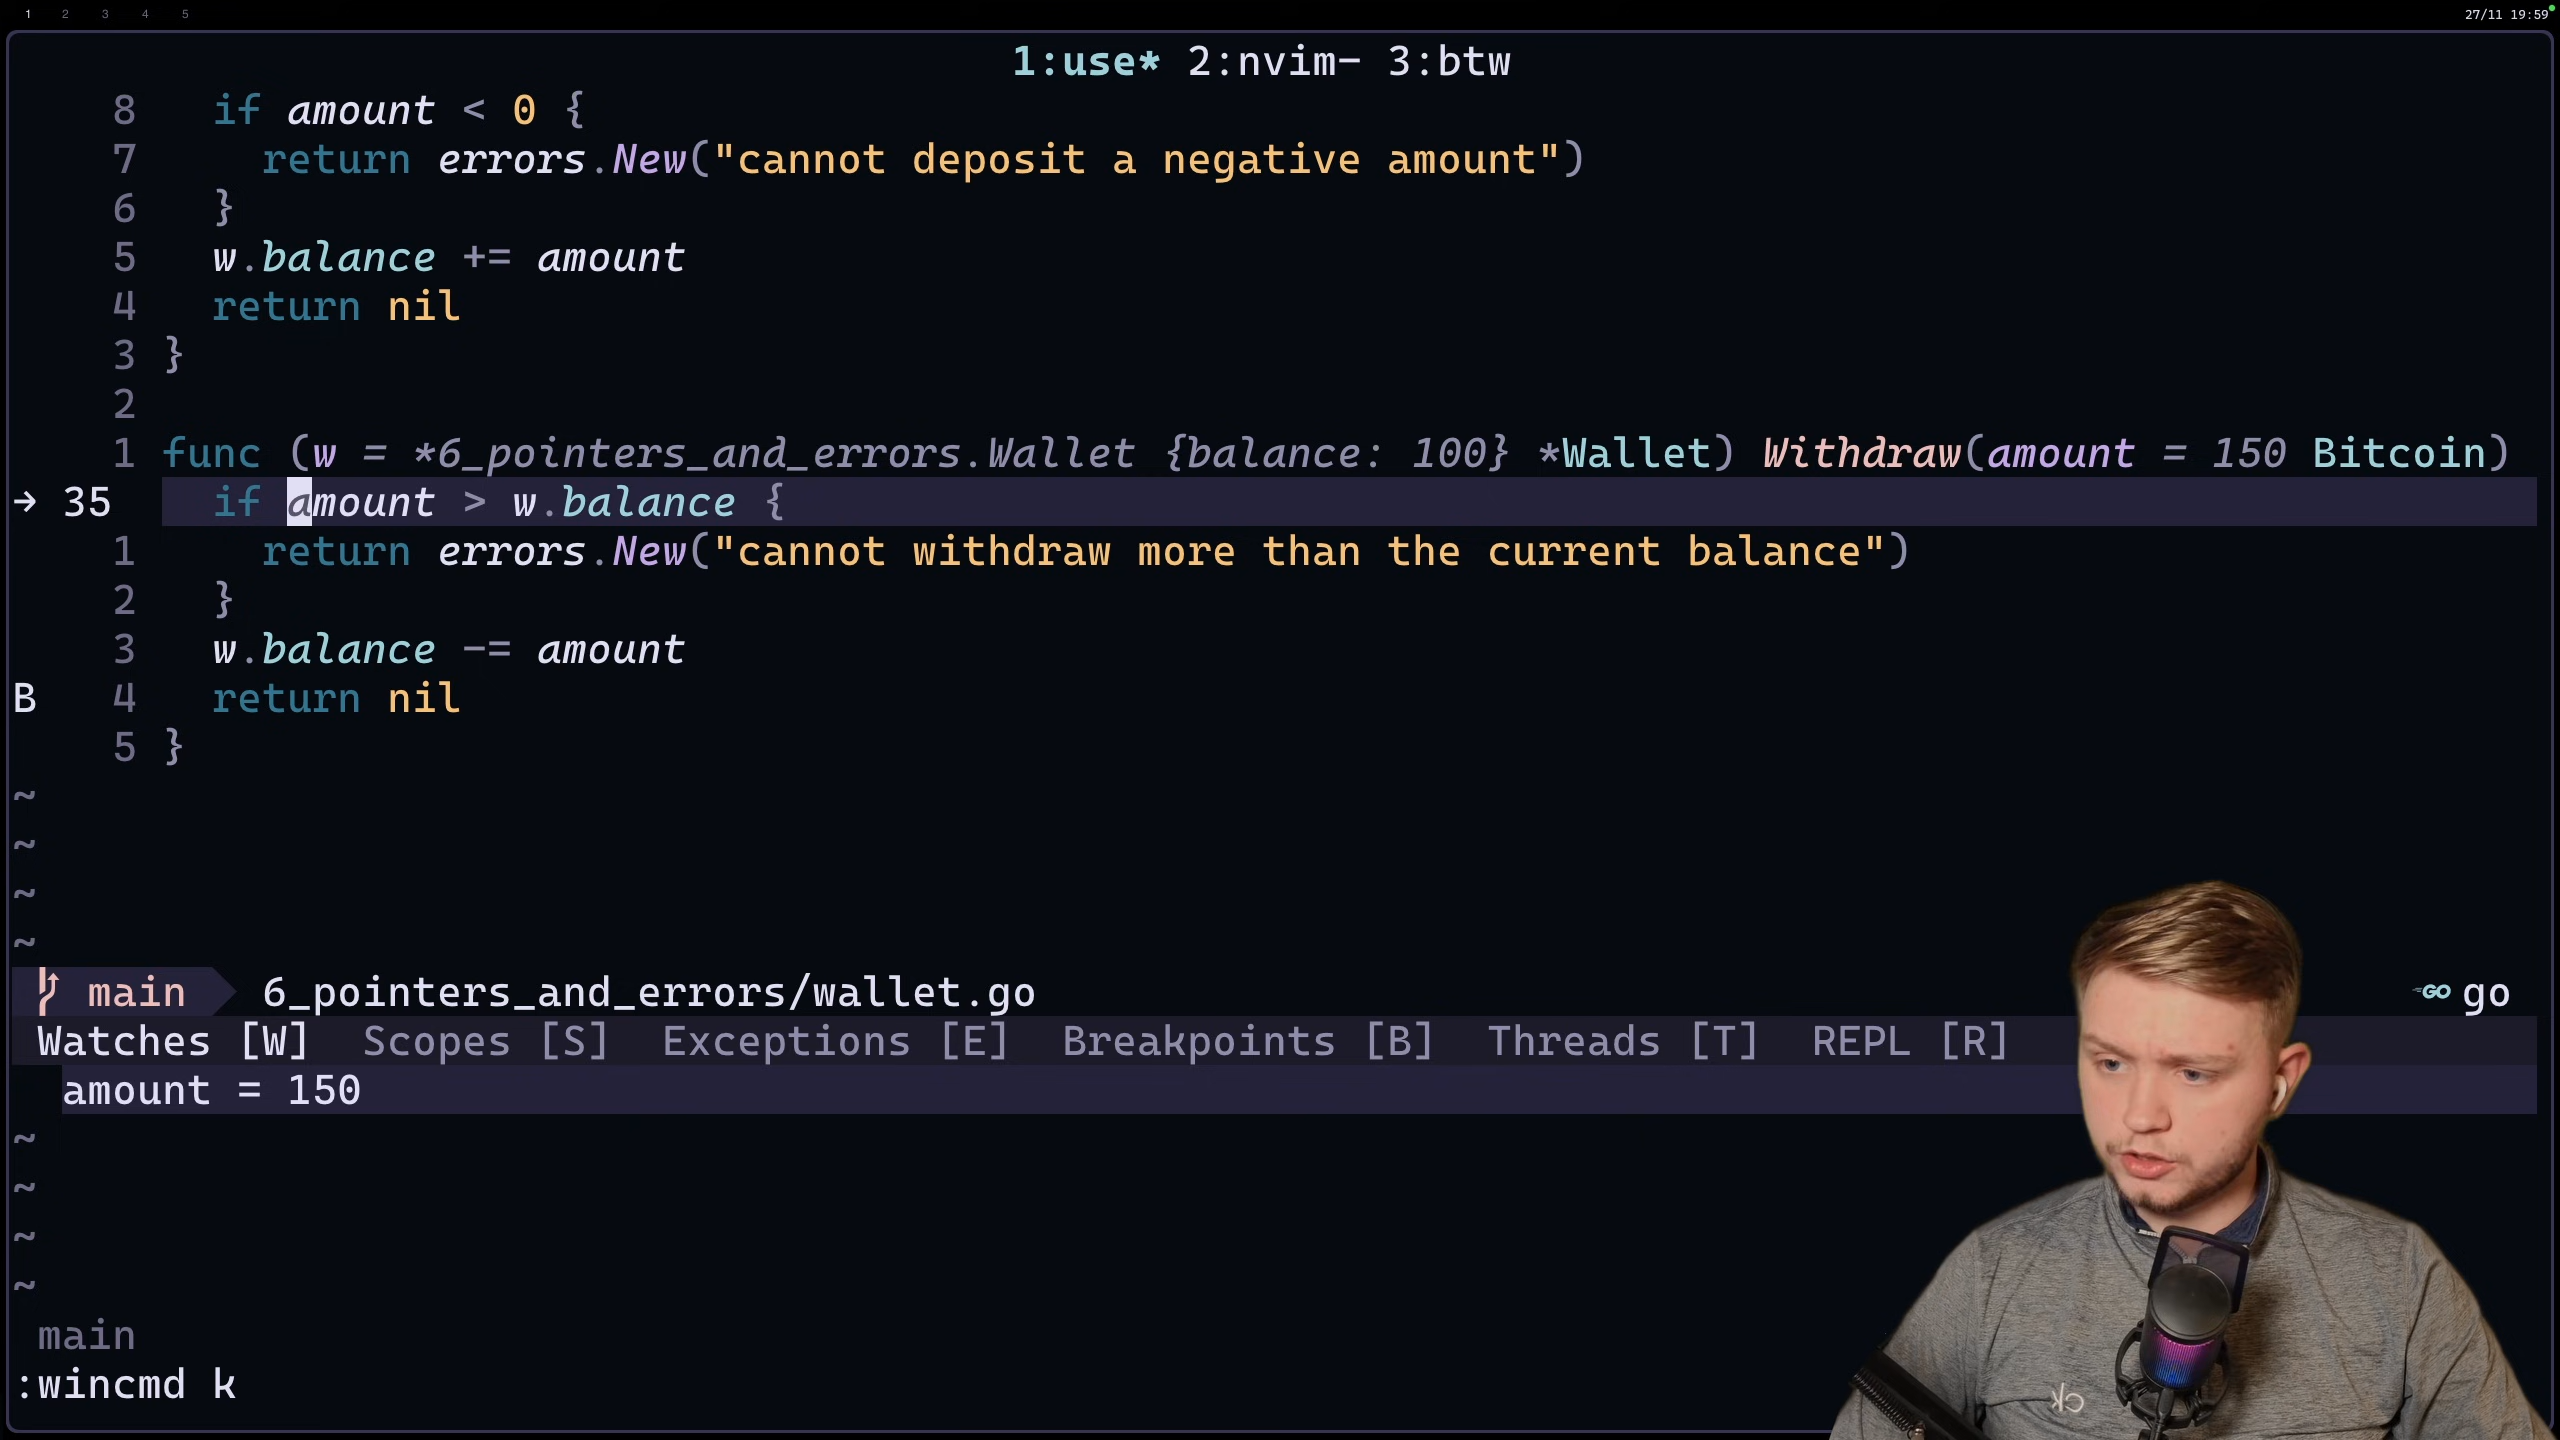 1 2 3 4 5 27/11 19:59
1:use* 2:nvim- 3:btw
8 if amount < 0 {
7 return errors.New("cannot deposit a negative amount")
6 }
5 w.balance += amount
4 return nil
3 }
2
1 func (w = *6_pointers_and_errors.Wallet {balance: 100} *Wallet) Withdraw(amount = 150 Bitcoin)
→ 35 if amount > w.balance {
1 return errors.New("cannot withdraw more than the current balance")
2 }
3 w.balance -= amount
B 4 return nil
5 }
~
~
~
~
main 6_pointers_and_errors/wallet.go GO go
Watches [W] Scopes [S] Exceptions [E] Breakpoints [B] Threads [T] REPL [R]
amount = 150
~
~
~
~
main
:wincmd k